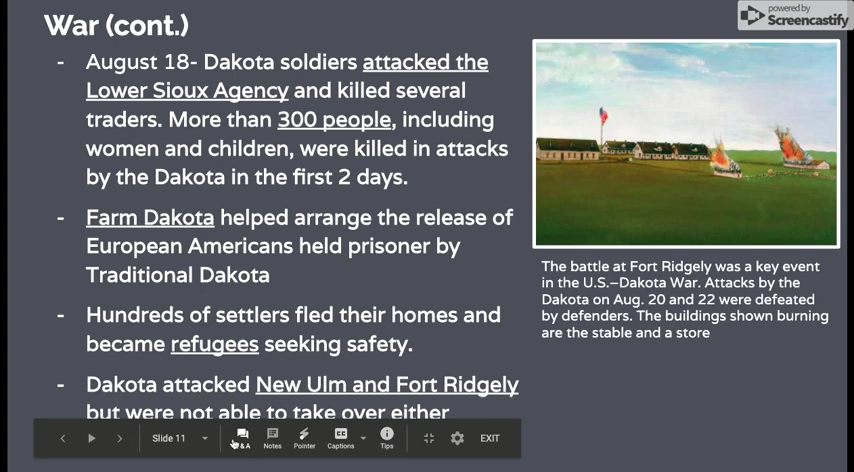 War (cont.)
powered by
Screencastify
- August 18- Dakota soldiers attacked the
Lower Sioux Agency and killed several
traders. More than 300 people, including
women and children, were killed in attacks
by the Dakota in the first 2 days.
- Farm Dakota helped arrange the release of
European Americans held prisoner by
Traditional Dakota
- Hundreds of settlers fled their homes and
became refugees seeking safety.
- Dakota attacked New Ulm and Fort Ridgely
but were not able to take over either
The battle at Fort Ridgely was a key event
in the U.S.–Dakota War. Attacks by the
Dakota on Aug. 20 and 22 were defeated
by defenders. The buildings shown burning
are the stable and a store
Slide 11
& A
Notes
Pointer
CC
Captions
Tips
EXIT